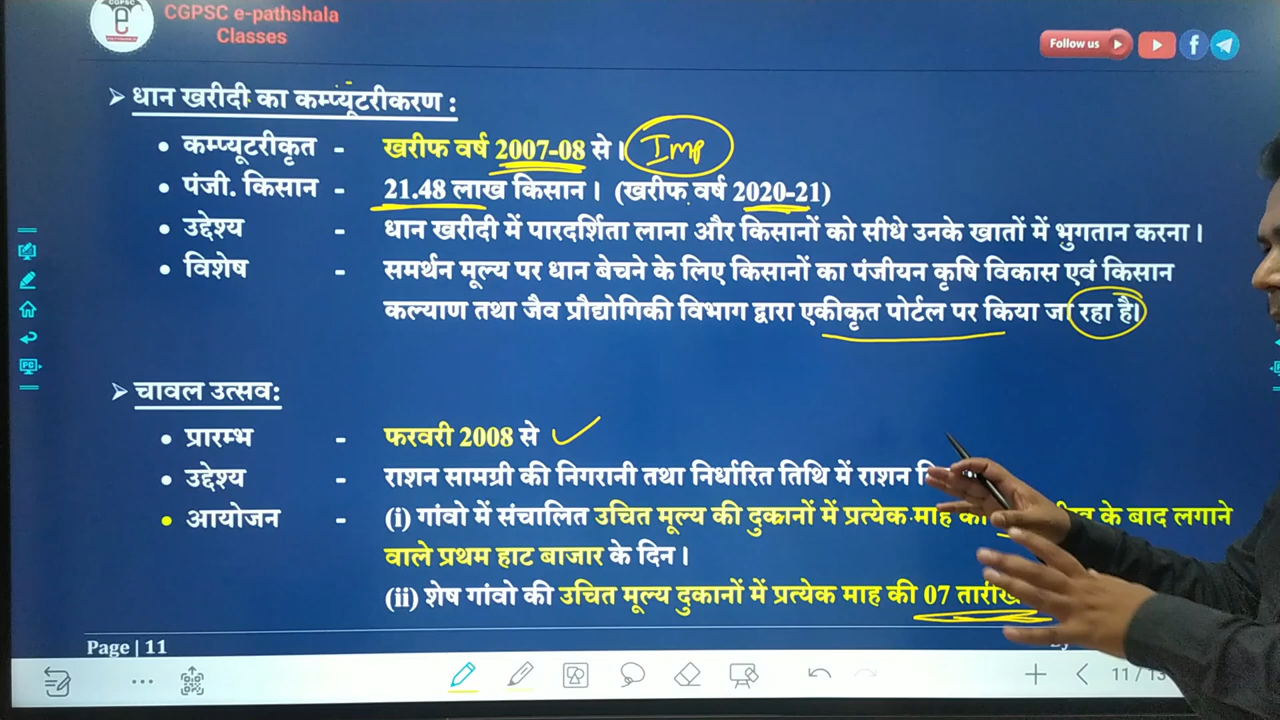 CGPSC e-pathshala
Classes
CGPSC
e
Follow us
f
➢ धान खरीदी का कम्प्यूटरीकरण :
• कम्प्यूटरीकृत - खरीफ वर्ष 2007-08 से। Imp
• पंजी. किसान - 21.48 लाख किसान। (खरीफ वर्ष 2020-21)
• उद्देश्य - धान खरीदी में पारदर्शिता लाना और किसानों को सीधे उनके खातों में भुगतान करना।
• विशेष - समर्थन मूल्य पर धान बेचने के लिए किसानों का पंजीयन कृषि विकास एवं किसान
कल्याण तथा जैव प्रौद्योगिकी विभाग द्वारा एकीकृत पोर्टल पर किया जा रहा है।
➢ चावल उत्सव:
• प्रारम्भ - फरवरी 2008 से
• उद्देश्य - राशन सामग्री की निगरानी तथा निर्धारित तिथि में राशन
• आयोजन - (i) गांवो में संचालित उचित मूल्य की दुकानों में प्रत्येक माह की के बाद लगाने
वाले प्रथम हाट बाजार के दिन।
(ii) शेष गांवो की उचित मूल्य दुकानों में प्रत्येक माह की 07 तारीख
Page | 11
PC
11 / 13